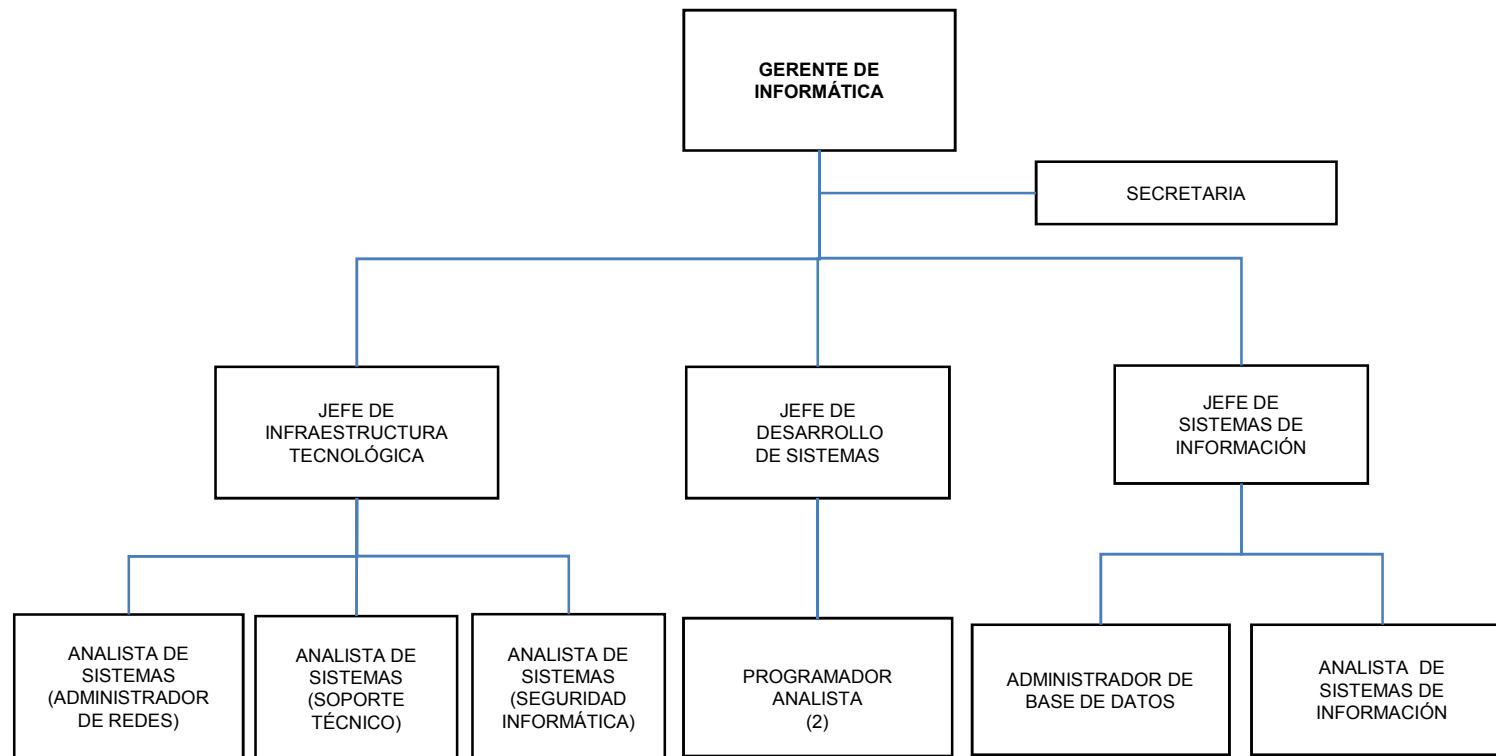 GERENTE DE
INFORMÁTICA
SECRETARIA
JEFE DE
INFRAESTRUCTURA
TECNOLÓGICA
JEFE DE
DESARROLLO
DE SISTEMAS
JEFE DE
SISTEMAS DE
INFORMACIÓN
ANALISTA DE
SISTEMAS
(ADMINISTRADOR
DE REDES)
ANALISTA DE
SISTEMAS
(SOPORTE
TÉCNICO)
ANALISTA DE
SISTEMAS
(SEGURIDAD
INFORMÁTICA)
PROGRAMADOR
ANALISTA
(2)
ADMINISTRADOR DE
BASE DE DATOS
ANALISTA DE
SISTEMAS DE
INFORMACIÓN